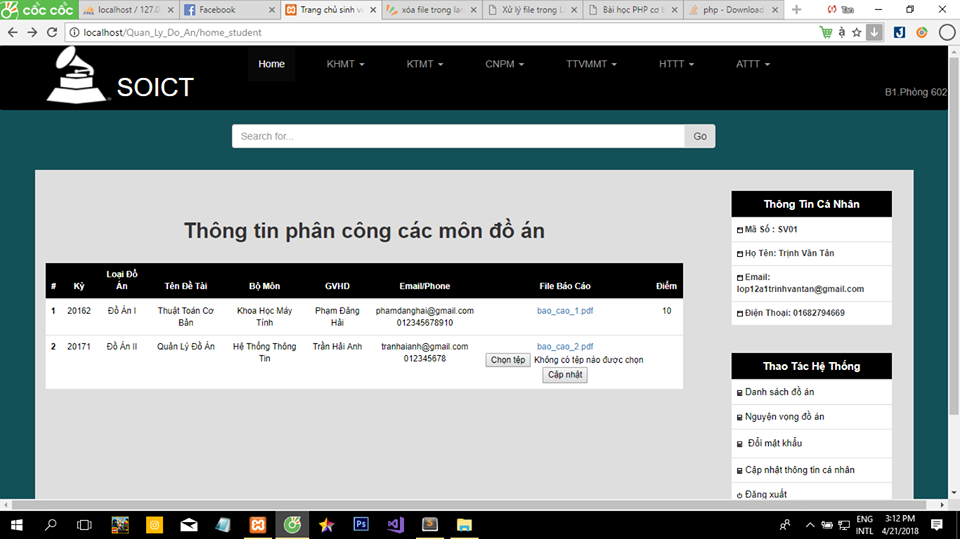 cốc cốc
localhost / 127.0
Facebook
Trang chủ sinh v
xóa file trong lar
Xử lý file trong L
Bài học PHP cơ b
php - Download
localhost/Quan_Ly_Do_An/home_student
SOICT
Home
KHMT
KTMT
CNPM
TTVMMT
HTTT
ATTT
B1.Phòng 602
Search for...
Go
Thông tin phân công các môn đồ án
# Kỳ Loại Đồ Án Tên Đề Tài Bộ Môn GVHD Email/Phone File Báo Cáo Điểm
1 20162 Đồ Án I Thuật Toán Cơ Bản Khoa Học Máy Tính Phạm Đăng Hải phamdanghai@gmail.com 012345678910 bao_cao_1.pdf 10
2 20171 Đồ Án II Quản Lý Đồ Án Hệ Thống Thông Tin Trần Hải Anh tranhaianh@gmail.com 012345678 bao_cao_2.pdf
Chọn tệp Không có tệp nào được chọn
Cập nhật
Thông Tin Cá Nhân
Mã Số : SV01
Họ Tên: Trịnh Văn Tân
Email:
lop12a1trinhvantan@gmail.com
Điện Thoại: 01682794669
Thao Tác Hệ Thống
Danh sách đồ án
Nguyện vọng đồ án
Đổi mật khẩu
Cập nhật thông tin cá nhân
Đăng xuất
ENG
INTL
3:12 PM
4/21/2018